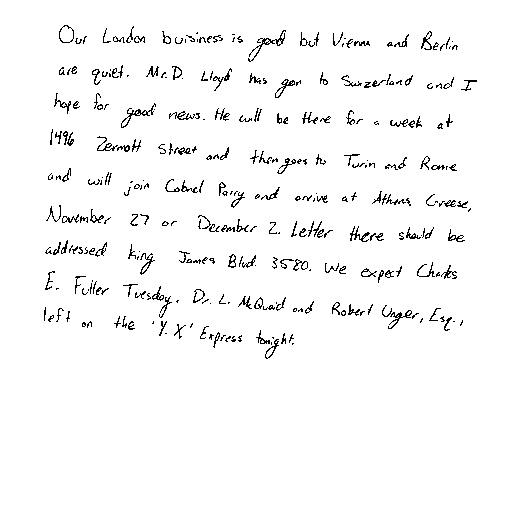 Our London buisiness is good but Vienna and Berlin
are quiet. Mr. D. Lloyd has gon to Swizerland and I
hope for good news. He will be there for a week at
1496 Zermott Street and then goes to Turin and Rome
and will join Colonel Parry and arrive at Athens Greese,
November 27 or December 2. Letter there should be
addressed king James Blvd 3580. We expect Charles
E. Fuller Tuesday. Dr. L. McQuaid and Robert Unger, Esq.,
left on the 'Y.X' Express tonight.